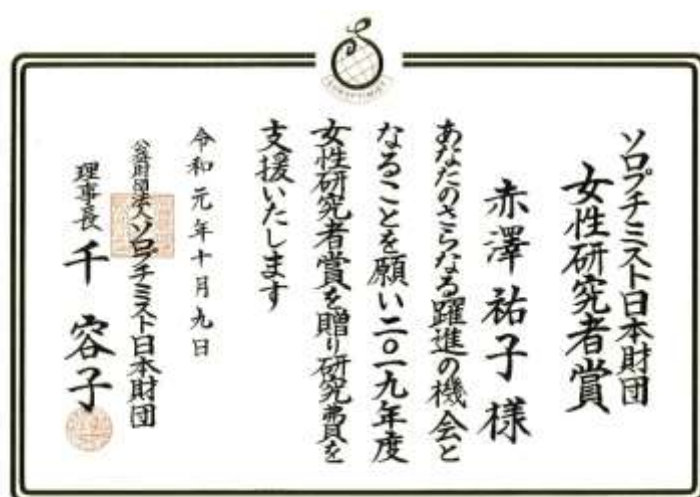 ソロプチミスト日本財団
女性研究者賞
赤澤祐子様
あなたのさらなる躍進の機会と
なることを願い二〇一九年度
女性研究者賞を贈り研究費を
支援いたします
令和元年十月九日
公益財団法人ソロプチミスト日本財団
理事長 千 容子